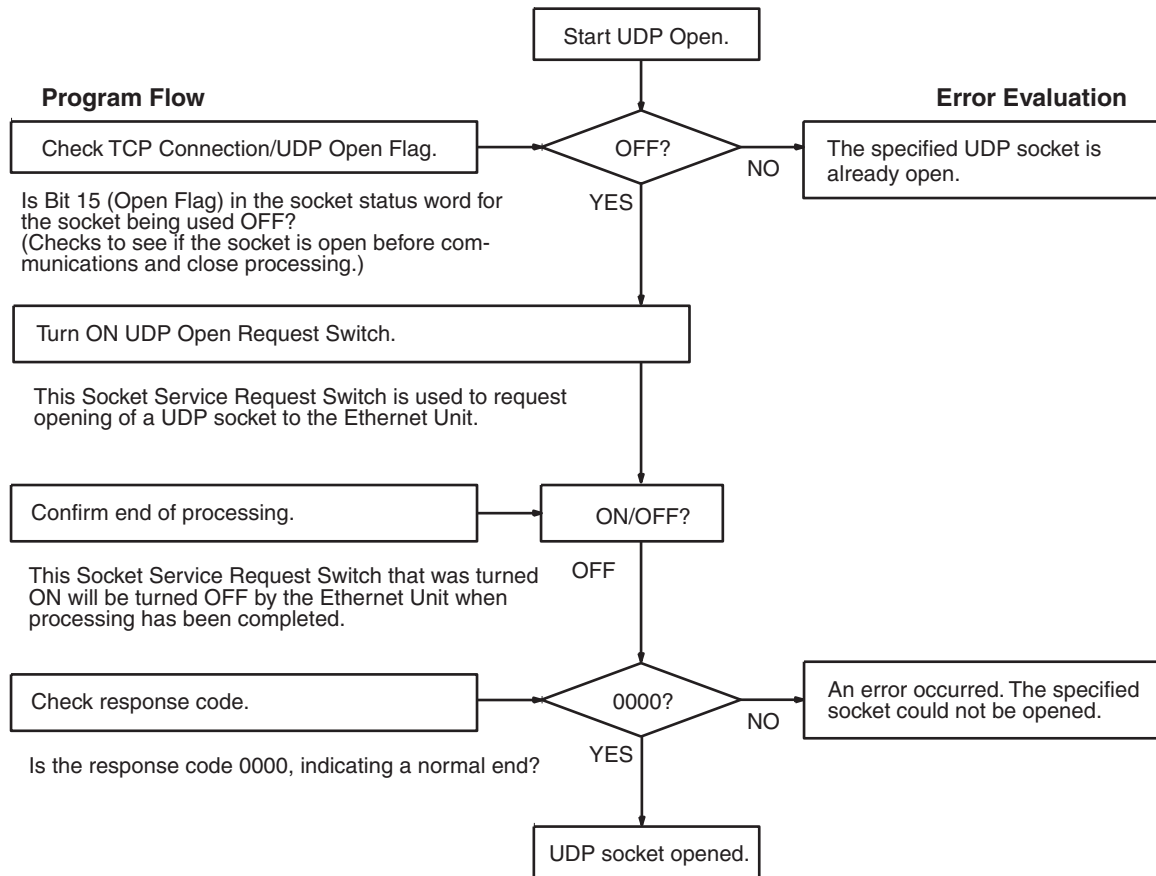 Start UDP Open.
Program Flow
Error Evaluation
Check TCP Connection/UDP Open Flag.
OFF?
NO
The specified UDP socket is
already open.
YES
Is Bit 15 (Open Flag) in the socket status word for
the socket being used OFF?
(Checks to see if the socket is open before com-
munications and close processing.)
Turn ON UDP Open Request Switch.
This Socket Service Request Switch is used to request
opening of a UDP socket to the Ethernet Unit.
Confirm end of processing.
ON/OFF?
OFF
This Socket Service Request Switch that was turned
ON will be turned OFF by the Ethernet Unit when
processing has been completed.
Check response code.
0000?
NO
An error occurred. The specified
socket could not be opened.
YES
Is the response code 0000, indicating a normal end?
UDP socket opened.